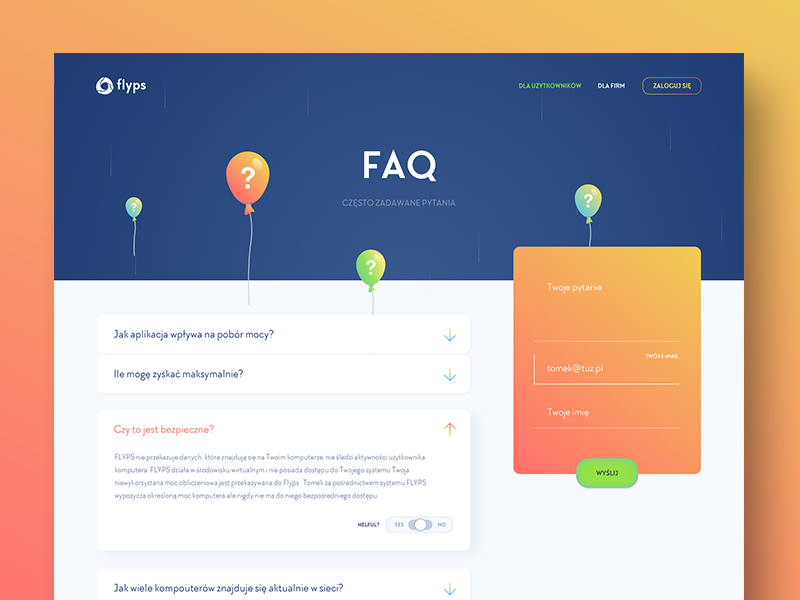 flyps
DLA UŻYTKOWNIKÓW
DLA FIRM
ZALOGUJ SIĘ
FAQ
CZĘSTO ZADAWANE PYTANIA
?
?
?
?
Jak aplikacja wpływa na pobór mocy?
Ile mogę zyskać maksymalnie?
Czy to jest bezpieczne?
FLYPS nie przekazuje danych, które znajdują się na Twoim komputerze, nie śledzi aktywności użytkownika
komputera. FLYPS działa w środowisku wirtualnym i nie posiada dostępu do Twojego systemu Twoja
niewykorzystana moc obliczeniowa jest przekazywana do Flyps. Tomek za pośrednictwem systemu FLYPS
wypożycza określoną moc komputera ale nigdy nie ma do niego bezpośredniego dostępu.
HELFUL?
YES
NO
Jak wiele kompouterów znajduje się aktualnie w sieci?
Twoje pytanie
TWÓJ E-MAIL
tomek@tuz.pl
Twoje imię
WYŚLIJ